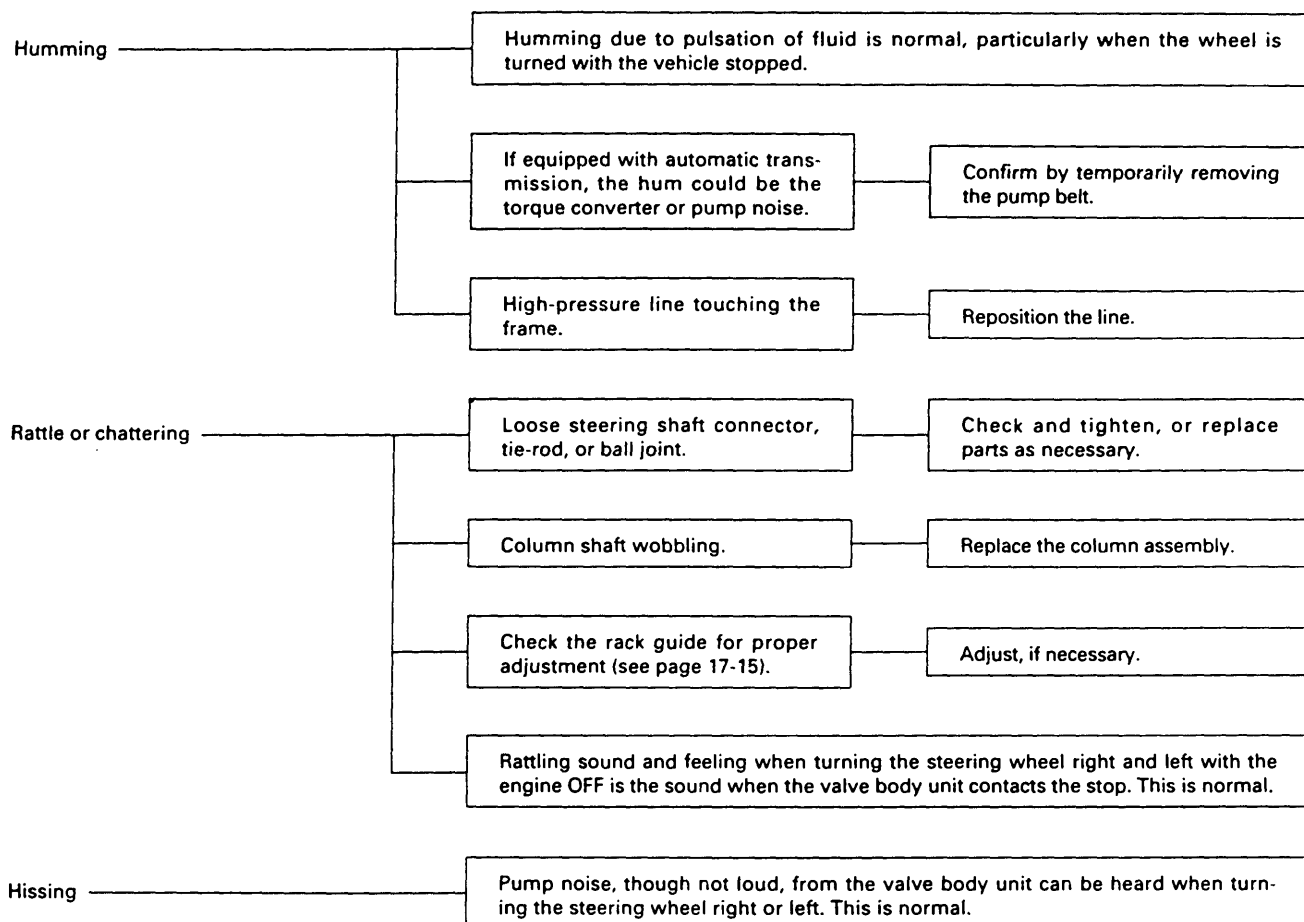 Humming
Humming due to pulsation of fluid is normal, particularly when the wheel is
turned with the vehicle stopped.
If equipped with automatic trans-
mission, the hum could be the
torque converter or pump noise.
Confirm by temporarily removing
the pump belt.
High-pressure line touching the
frame.
Reposition the line.
Rattle or chattering
Loose steering shaft connector,
tie-rod, or ball joint.
Check and tighten, or replace
parts as necessary.
Column shaft wobbling.
Replace the column assembly.
Check the rack guide for proper
adjustment (see page 17-15).
Adjust, if necessary.
Rattling sound and feeling when turning the steering wheel right and left with the
engine OFF is the sound when the valve body unit contacts the stop. This is normal.
Hissing
Pump noise, though not loud, from the valve body unit can be heard when turn-
ing the steering wheel right or left. This is normal.